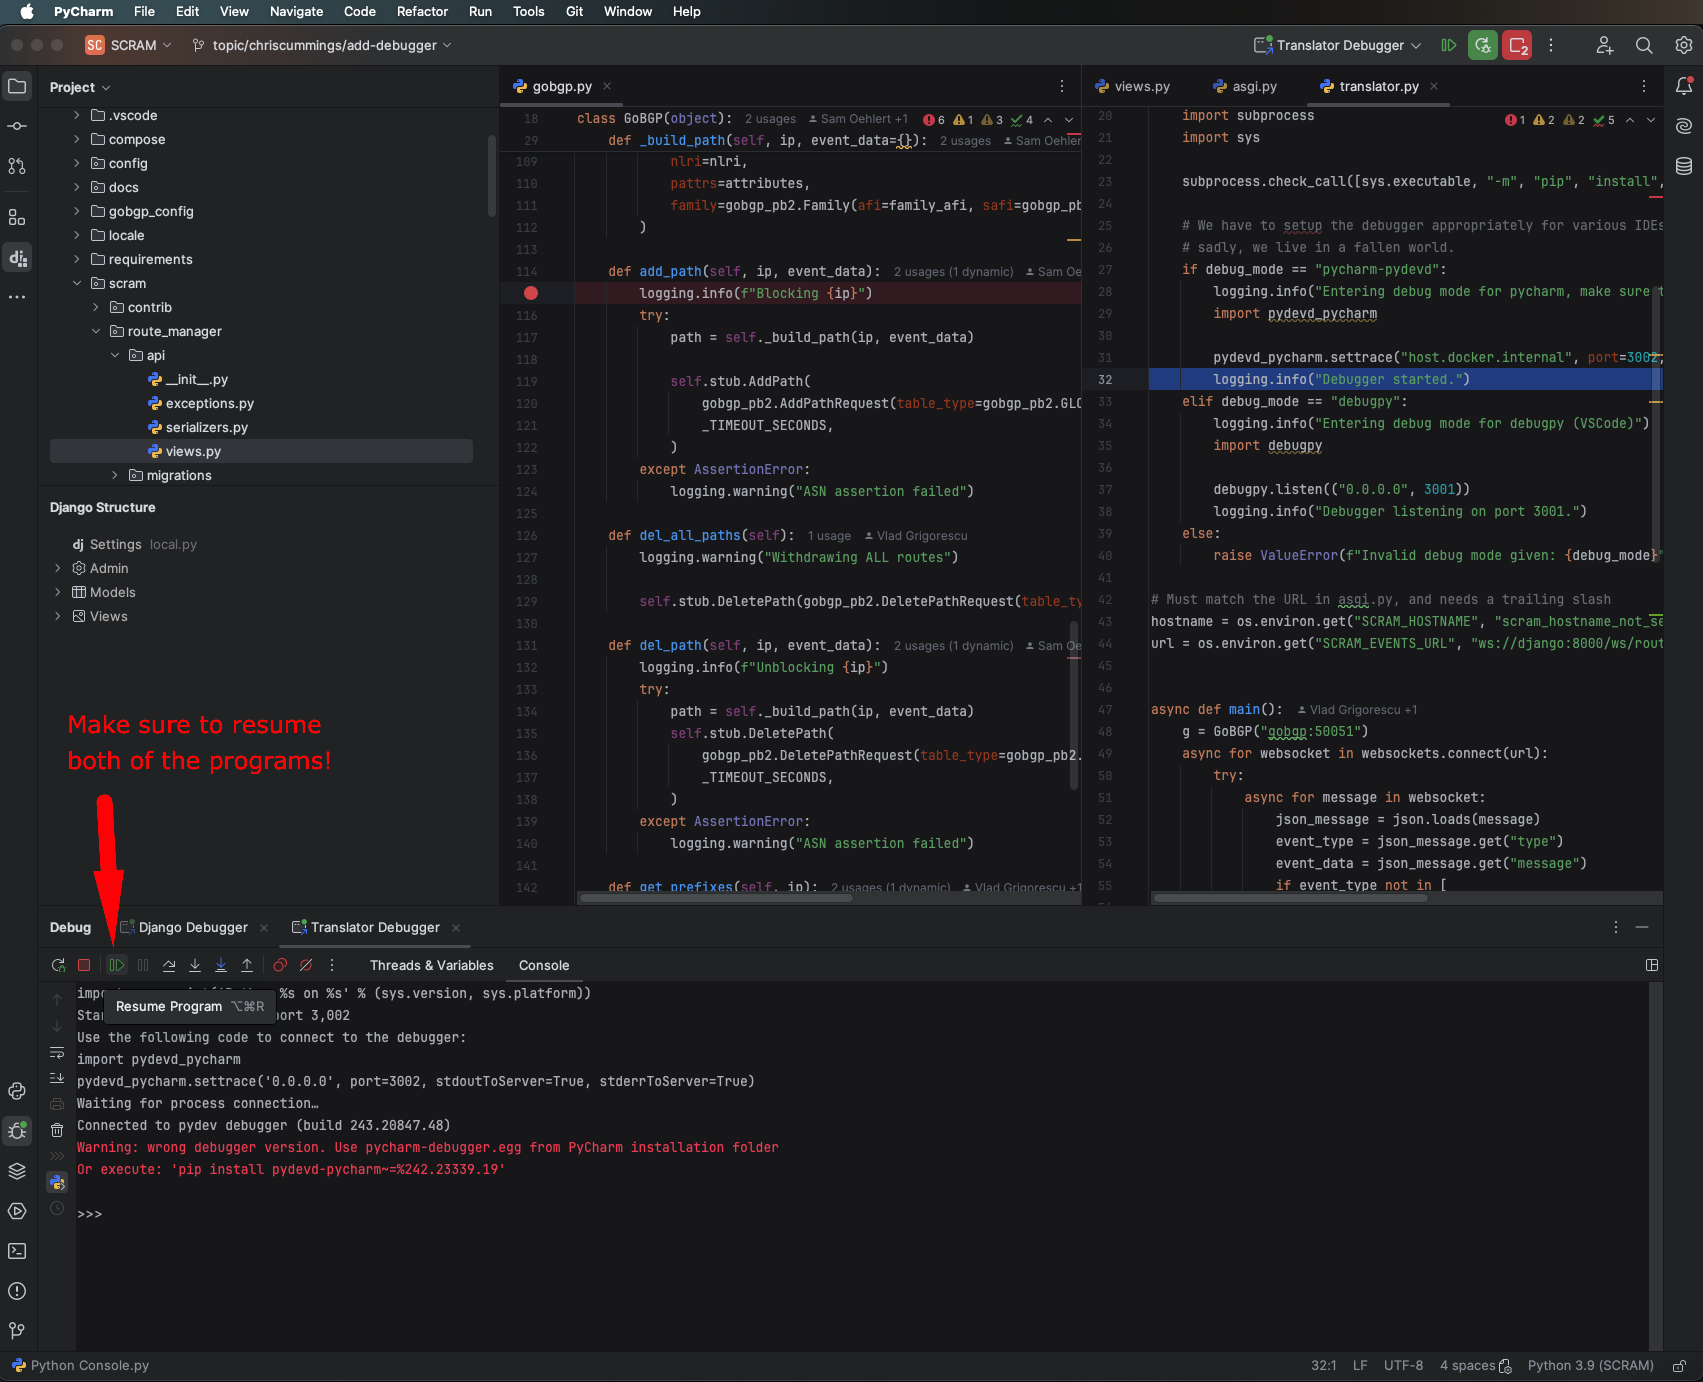 PyCharm File Edit View Navigate Code Refactor Run Tools Git Window Help
SC SCRAM topic/chriscummings/add-debugger Translator Debugger 2
Project
.vscode
compose
config
docs
gobgp_config
locale
requirements
scram
contrib
route_manager
api
__init__.py
exceptions.py
serializers.py
views.py
migrations
Django Structure
dj Settings local.py
Admin
Models
Views
Make sure to resume
both of the programs!
gobgp.py
18 class GoBGP(object): 2 usages Sam Oehlert +1 6 1 3 4
29 def _build_path(self, ip, event_data={}): 2 usages Sam Oehler
109 nlri=nlri,
110 pattrs=attributes,
111 family=gobgp_pb2.Family(afi=family_afi, safi=gobgp_pb
112 )
113
114 def add_path(self, ip, event_data): 2 usages (1 dynamic) Sam Oe
logging.info(f"Blocking {ip}")
116 try:
117 path = self._build_path(ip, event_data)
118
119 self.stub.AddPath(
120 gobgp_pb2.AddPathRequest(table_type=gobgp_pb2.GLO
121 _TIMEOUT_SECONDS,
122 )
123 except AssertionError:
124 logging.warning("ASN assertion failed")
125
126 def del_all_paths(self): 1 usage Vlad Grigorescu
127 logging.warning("Withdrawing ALL routes")
128
129 self.stub.DeletePath(gobgp_pb2.DeletePathRequest(table_ty
130
131 def del_path(self, ip, event_data): 2 usages (1 dynamic) Sam Oe
132 logging.info(f"Unblocking {ip}")
133 try:
134 path = self._build_path(ip, event_data)
135 self.stub.DeletePath(
136 gobgp_pb2.DeletePathRequest(table_type=gobgp_pb2.
137 _TIMEOUT_SECONDS,
138 )
139 except AssertionError:
140 logging.warning("ASN assertion failed")
141
142 def get_prefixes(self, ip): 2 usages (1 dynamic) Vlad Grigorescu +1
views.py asgi.py translator.py
20 import subprocess 1 2 2 5
21 import sys
22
23 subprocess.check_call([sys.executable, "-m", "pip", "install",
24
25 # We have to setup the debugger appropriately for various IDEs
26 # sadly, we live in a fallen world.
27 if debug_mode == "pycharm-pydevd":
28 logging.info("Entering debug mode for pycharm, make sure t
29 import pydevd_pycharm
30
31 pydevd_pycharm.settrace("host.docker.internal", port=3002,
32 logging.info("Debugger started.")
33 elif debug_mode == "debugpy":
34 logging.info("Entering debug mode for debugpy (VSCode)")
35 import debugpy
36
37 debugpy.listen(("0.0.0.0", 3001))
38 logging.info("Debugger listening on port 3001.")
39 else:
40 raise ValueError(f"Invalid debug mode given: {debug_mode}"
41
42 # Must match the URL in asgi.py, and needs a trailing slash
43 hostname = os.environ.get("SCRAM_HOSTNAME", "scram_hostname_not_se
44 url = os.environ.get("SCRAM_EVENTS_URL", "ws://django:8000/ws/rout
45
46
47 async def main(): Vlad Grigorescu +1
48 g = GoBGP("gobgp:50051")
49 async for websocket in websockets.connect(url):
50 try:
51 async for message in websocket:
52 json_message = json.loads(message)
53 event_type = json_message.get("type")
54 event_data = json_message.get("message")
55 if event_type not in [
Debug Django Debugger Translator Debugger
Threads & Variables Console
%s on %s' % (sys.version, sys.platform))
Resume Program ⌥⌘R
ort 3,002
Use the following code to connect to the debugger:
import pydevd_pycharm
pydevd_pycharm.settrace('0.0.0.0', port=3002, stdoutToServer=True, stderrToServer=True)
Waiting for process connection…
Connected to pydev debugger (build 243.20847.48)
Warning: wrong debugger version. Use pycharm-debugger.egg from PyCharm installation folder
Or execute: 'pip install pydevd-pycharm~=%242.23339.19'
>>>
Python Console.py 32:1 LF UTF-8 4 spaces Python 3.9 (SCRAM)